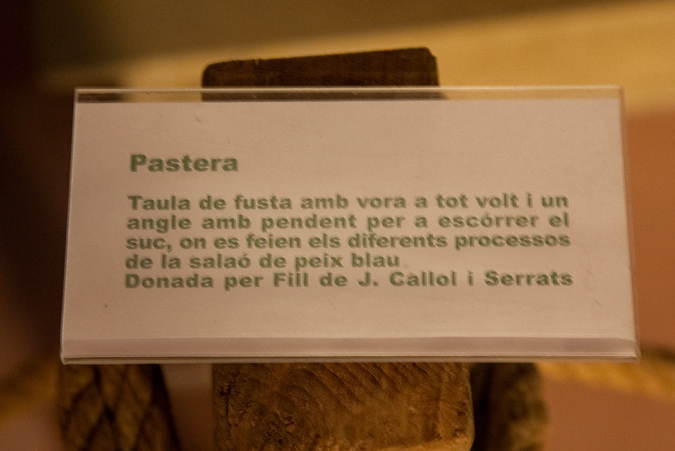 Pastera
Taula de fusta amb vora a tot volt i un
angle amb pendent per a escórrer el
suc, on es feien els diferents processos
de la salaó de peix blau
Donada per Fill de J. Callol i Serrats